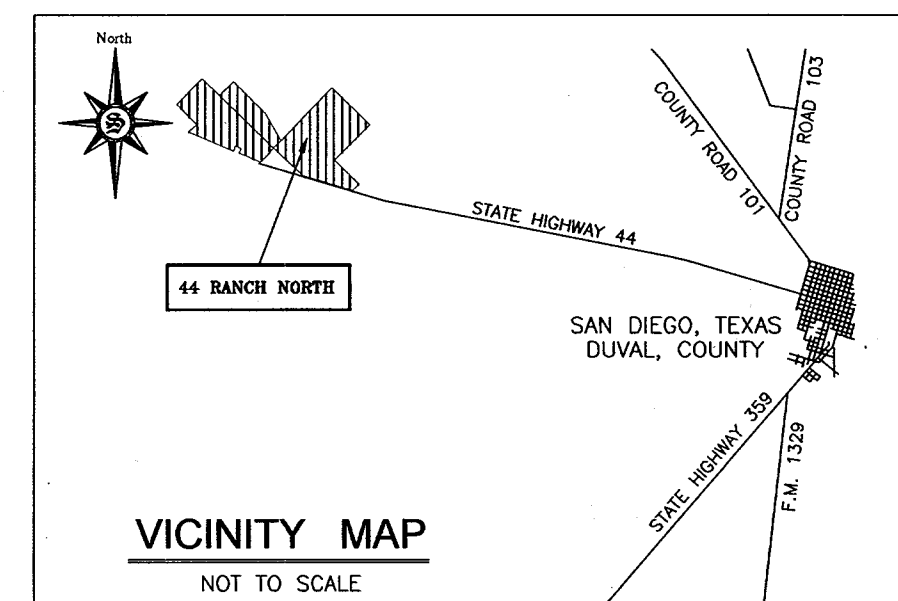 North
S
COUNTY ROAD 103
COUNTY ROAD 101
STATE HIGHWAY 44
44 RANCH NORTH
SAN DIEGO, TEXAS
DUVAL, COUNTY
STATE HIGHWAY 359
F.M. 1329
VICINITY MAP
NOT TO SCALE